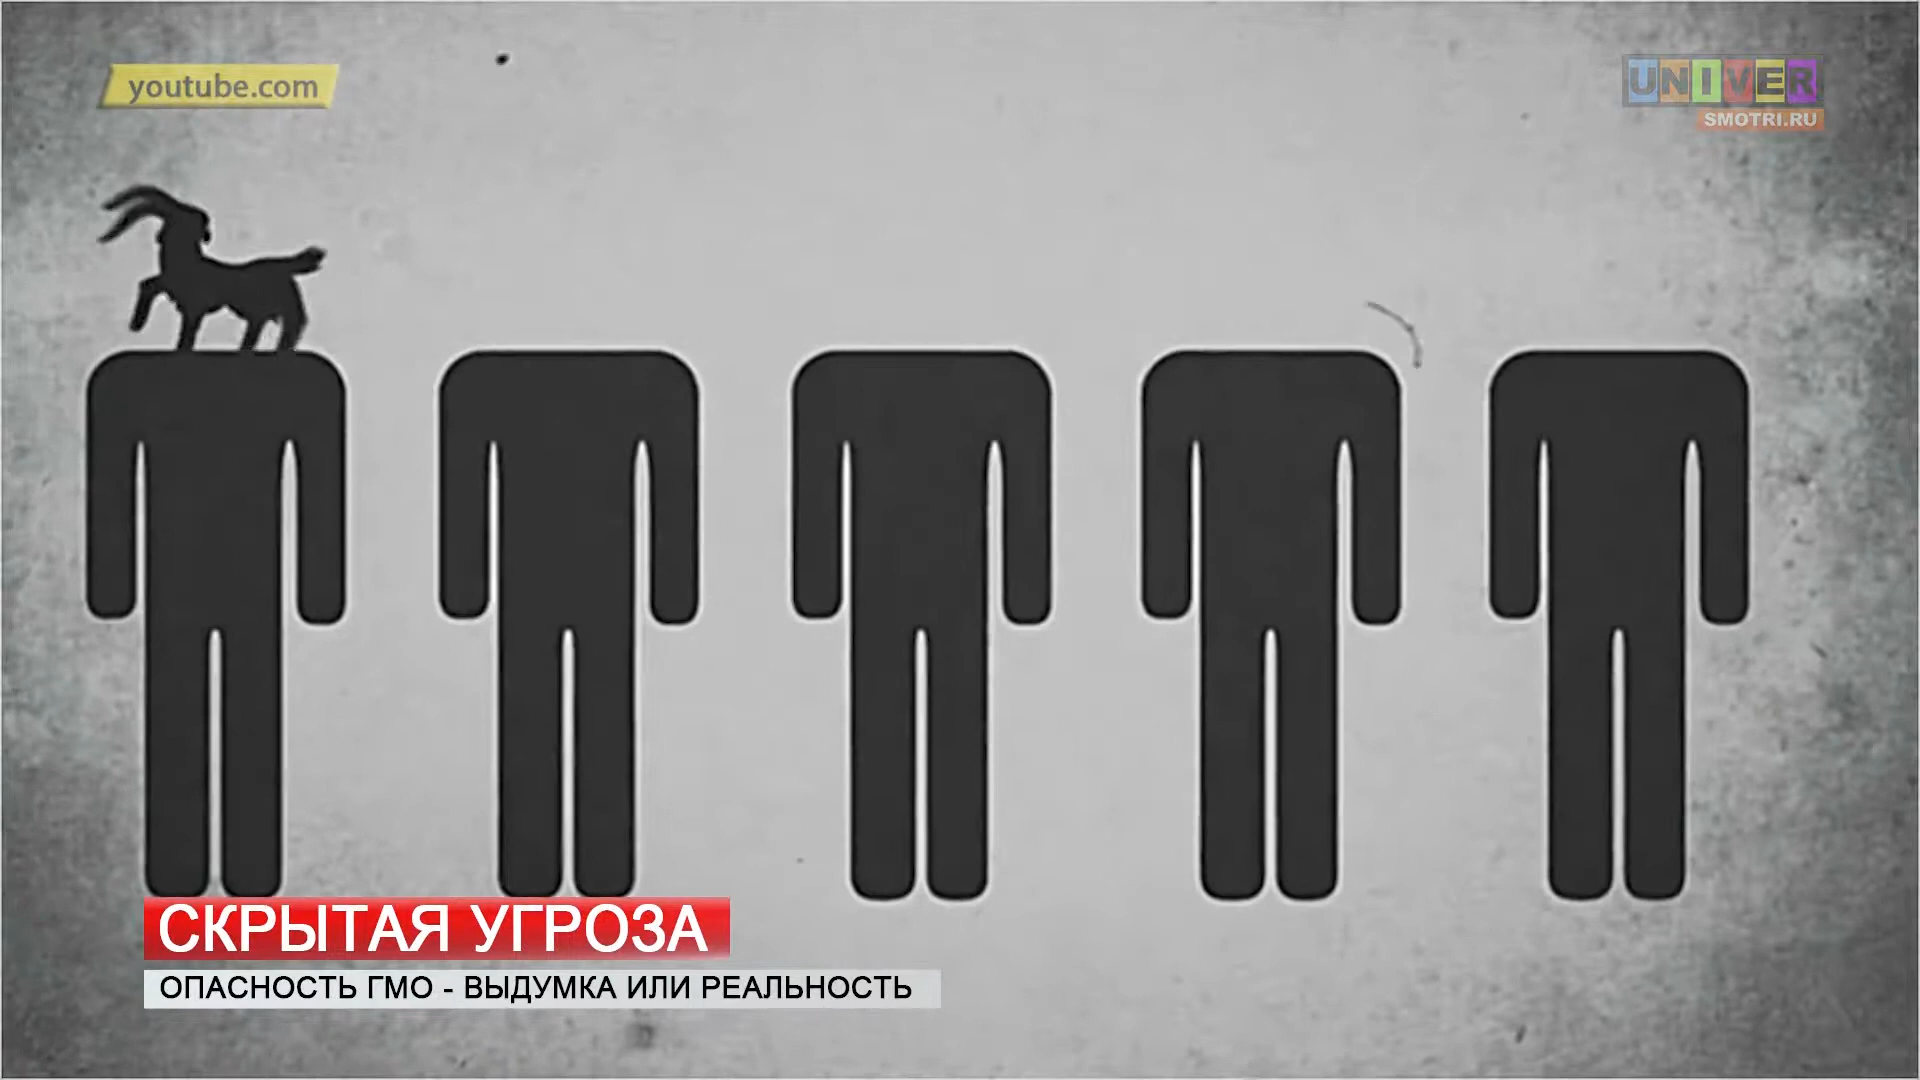 youtube.com
UNIVER
SMOTRI.RU
СКРЫТАЯ УГРОЗА
ОПАСНОСТЬ ГМО - ВЫДУМКА ИЛИ РЕАЛЬНОСТЬ